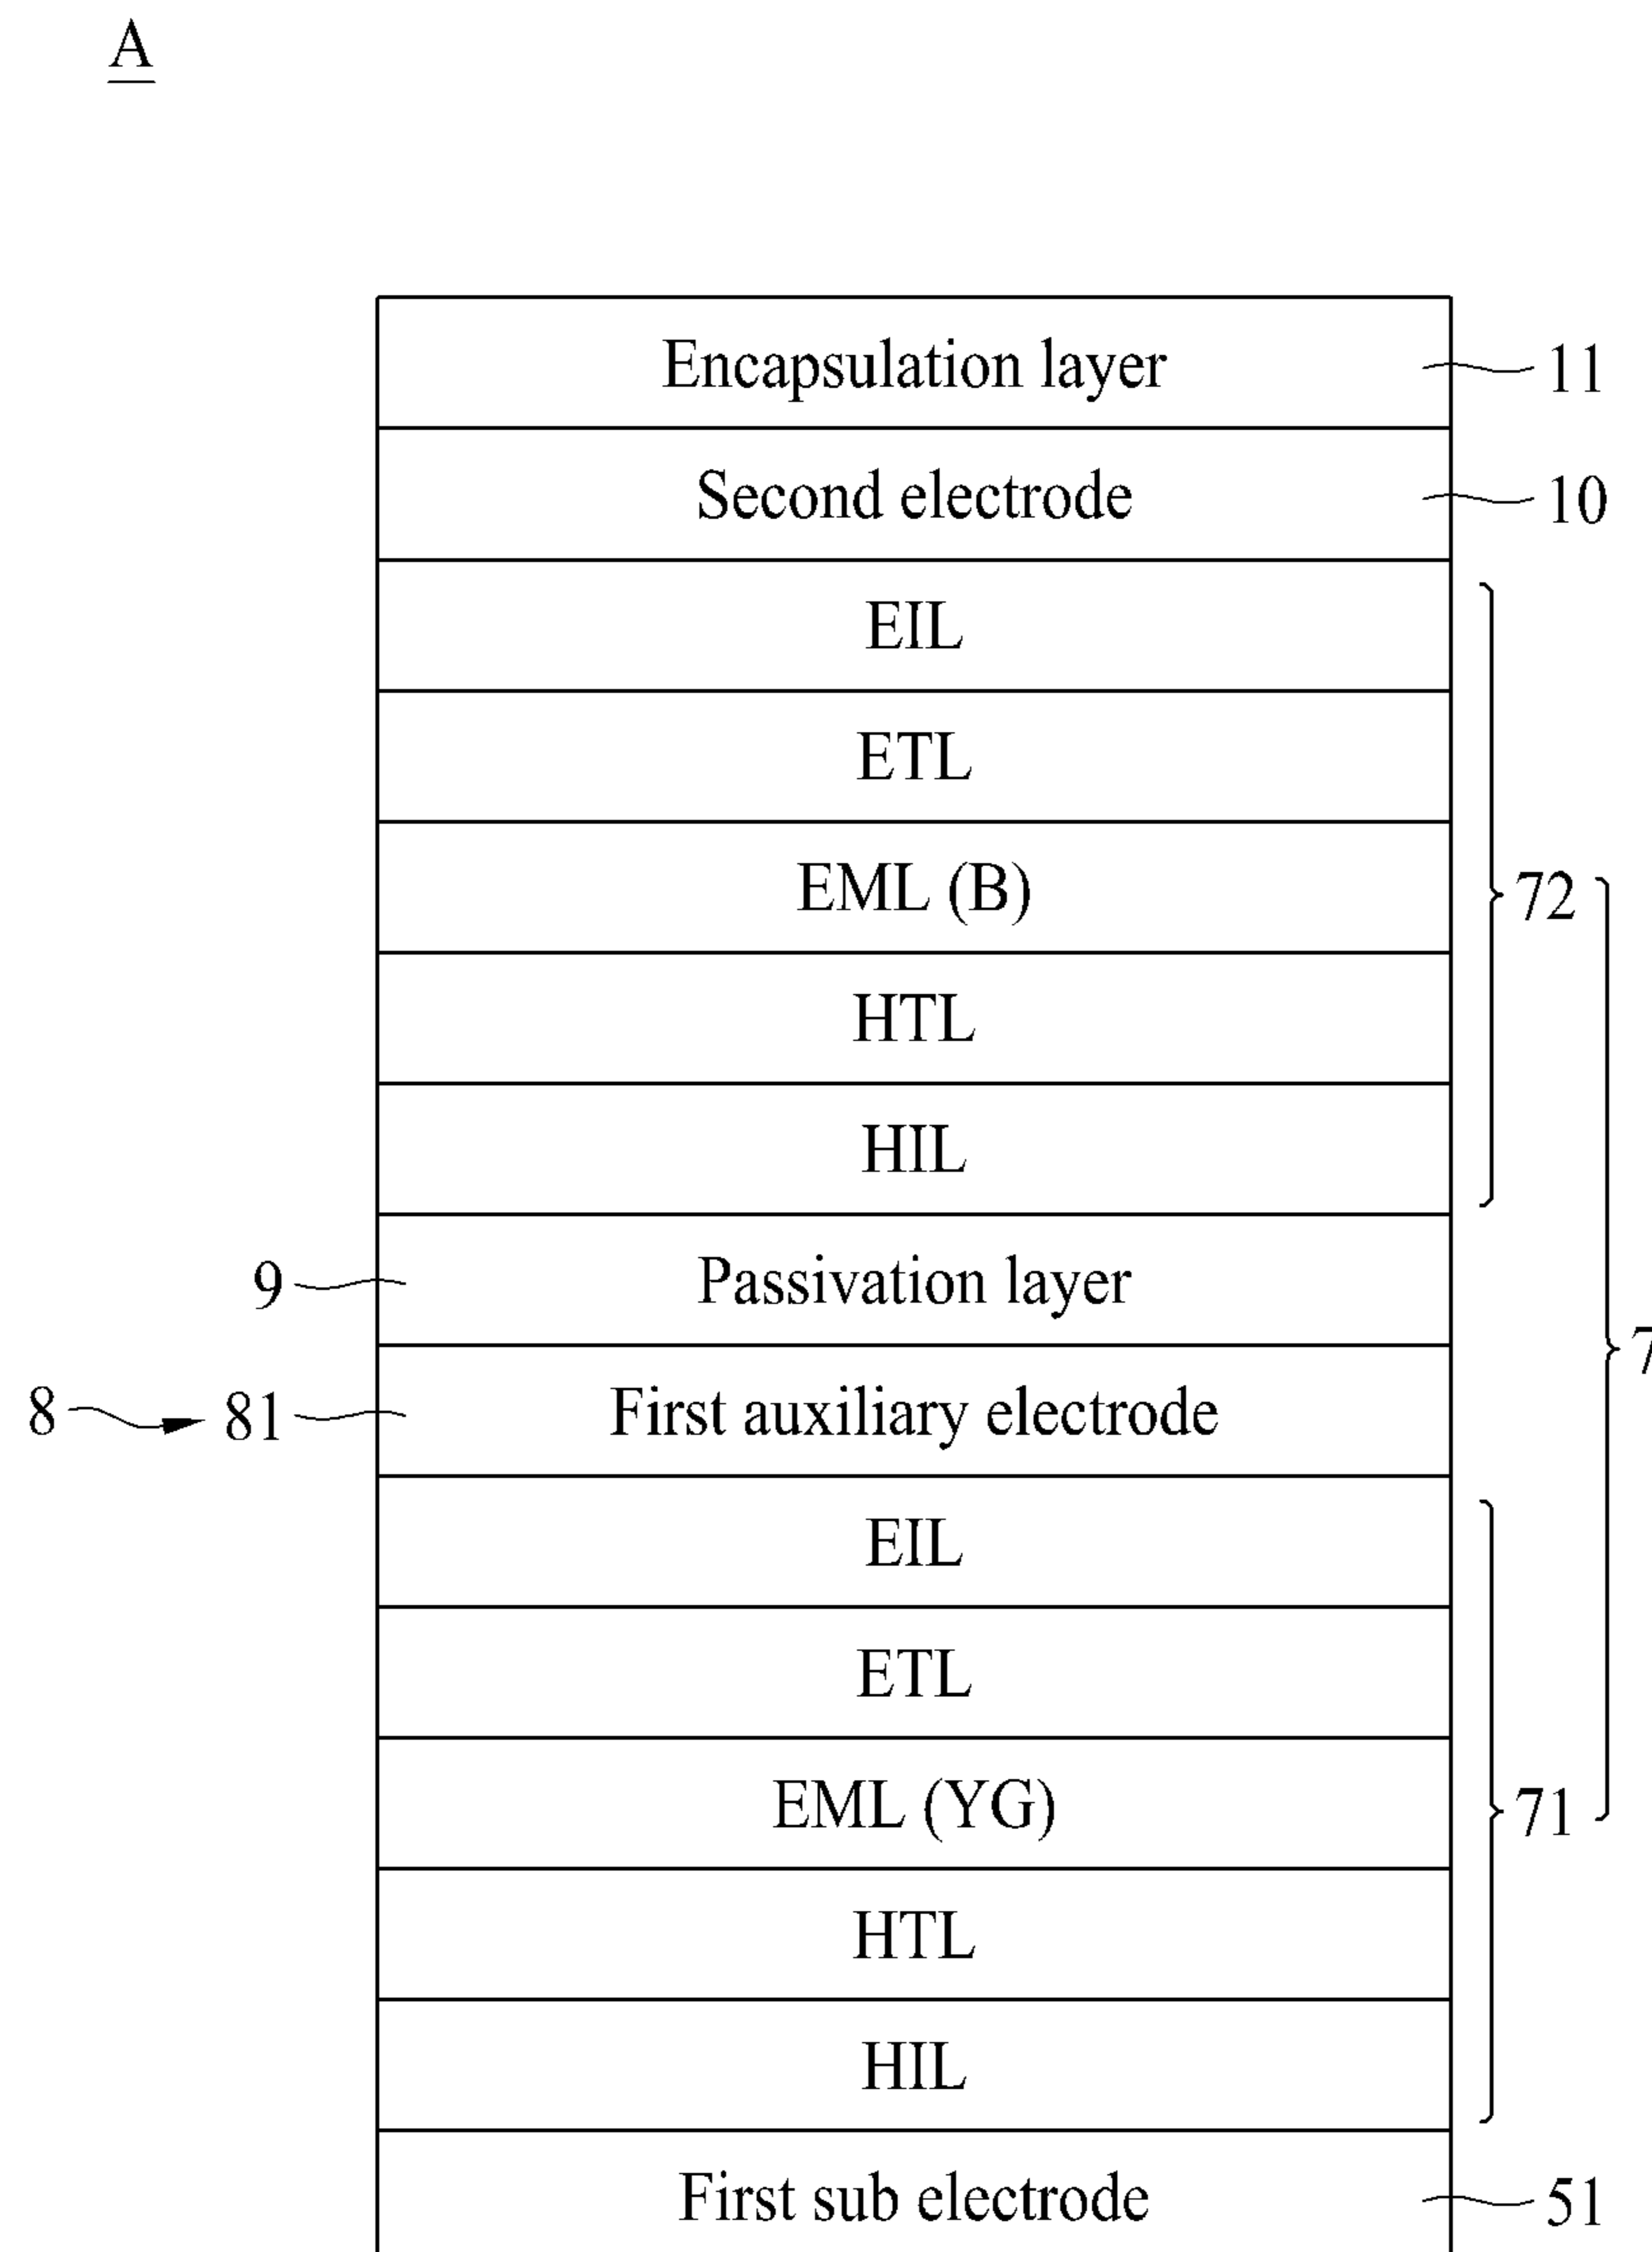 A
Encapsulation layer 11
Second electrode 10
EIL
ETL
EML (B) 72
HTL
HIL
9 Passivation layer
7
8 81 First auxiliary electrode
EIL
ETL
EML (YG) 71
HTL
HIL
First sub electrode 51